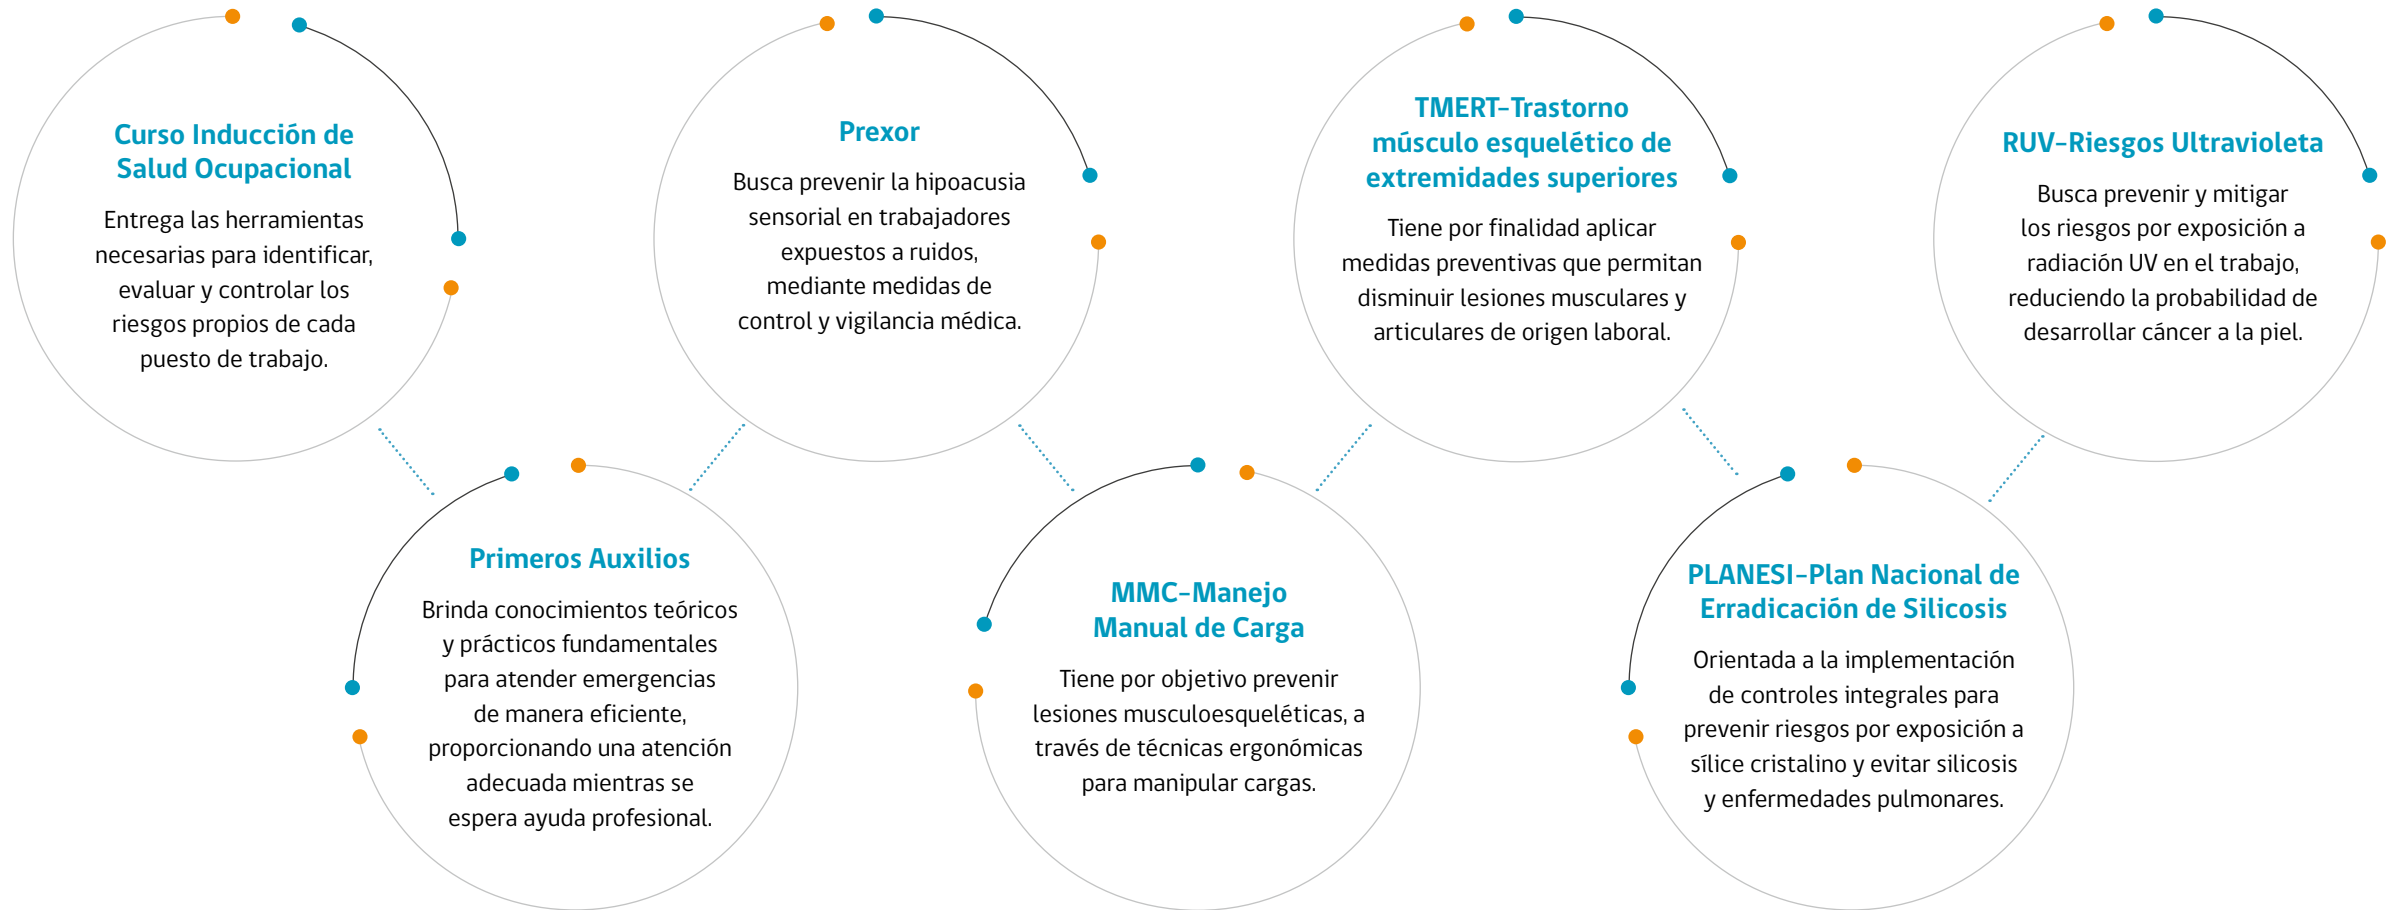 Curso Inducción de
Salud Ocupacional
Entrega las herramientas
necesarias para identificar,
evaluar y controlar los
riesgos propios de cada
puesto de trabajo.
Primeros Auxilios
Brinda conocimientos teóricos
y prácticos fundamentales
para atender emergencias
de manera eficiente,
proporcionando una atención
adecuada mientras se
espera ayuda profesional.
Prexor
Busca prevenir la hipoacusia
sensorial en trabajadores
expuestos a ruidos,
mediante medidas de
control y vigilancia médica.
MMC-Manejo
Manual de Carga
Tiene por objetivo prevenir
lesiones musculoesqueléticas, a
través de técnicas ergonómicas
para manipular cargas.
TMERT-Trastorno
músculo esquelético de
extremidades superiores
Tiene por finalidad aplicar
medidas preventivas que permitan
disminuir lesiones musculares y
articulares de origen laboral.
PLANESI-Plan Nacional de
Erradicación de Silicosis
Orientada a la implementación
de controles integrales para
prevenir riesgos por exposición a
sílice cristalino y evitar silicosis
y enfermedades pulmonares.
RUV-Riesgos Ultravioleta
Busca prevenir y mitigar
los riesgos por exposición a
radiación UV en el trabajo,
reduciendo la probabilidad de
desarrollar cáncer a la piel.